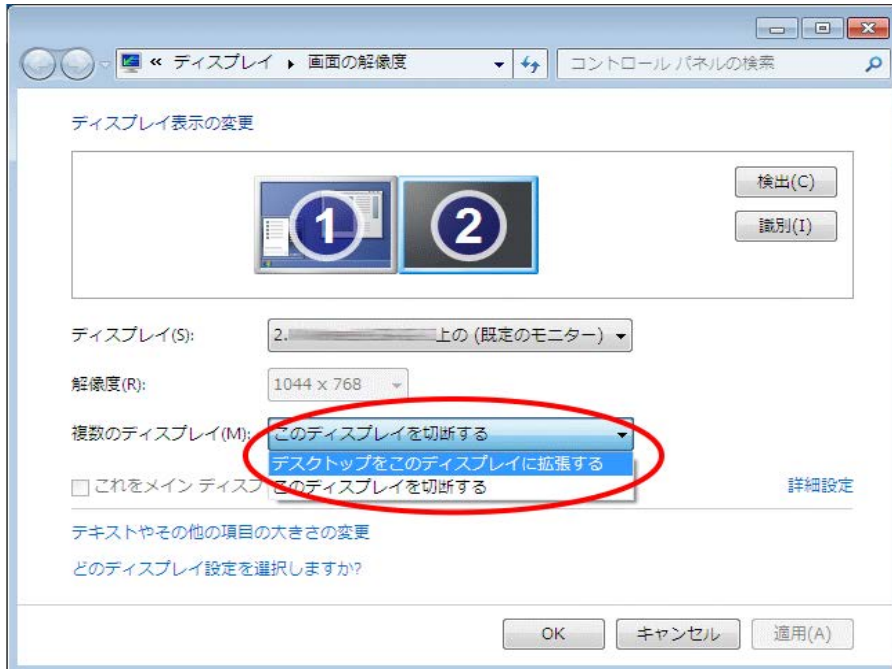 « ディスプレイ ▸ 画面の解像度
コントロール パネルの検索
ディスプレイ表示の変更
1
2
検出(C)
識別(I)
ディスプレイ(S):
2. 上の (既定のモニター)
解像度(R):
1044 x 768
複数のディスプレイ(M):
このディスプレイを切断する
デスクトップをこのディスプレイに拡張する
これをメイン ディスプ
このディスプレイを切断する
詳細設定
テキストやその他の項目の大きさの変更
どのディスプレイ設定を選択しますか?
OK
キャンセル
適用(A)